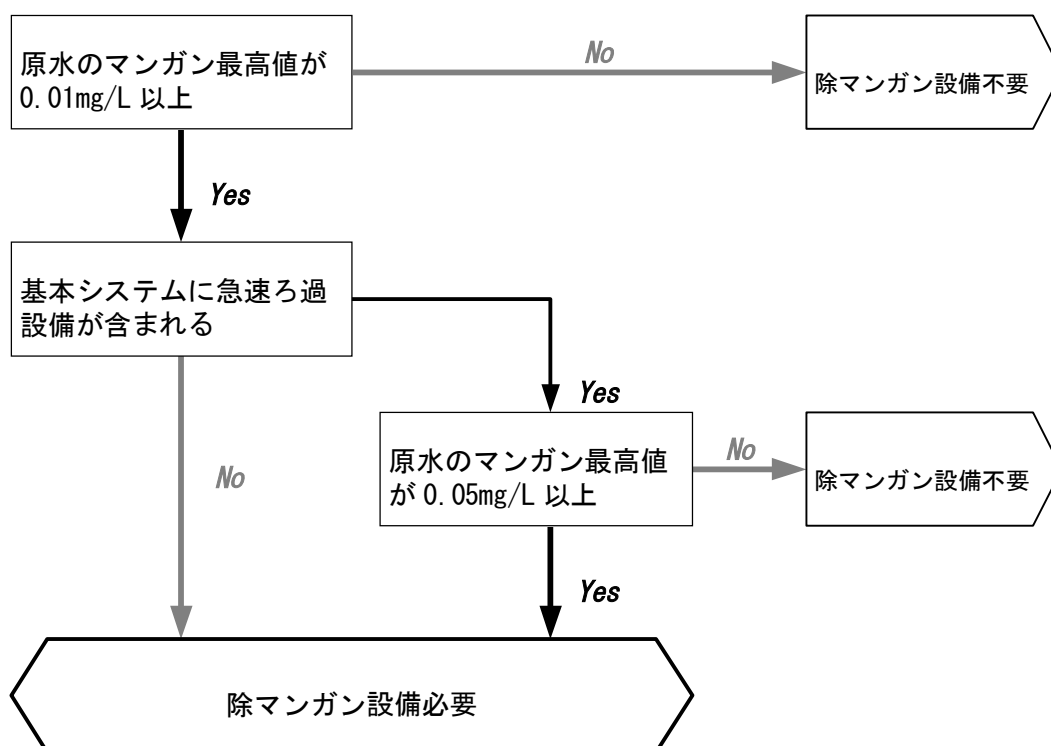 原水のマンガン最高値が
0.01mg/L 以上
No
除マンガン設備不要
Yes
基本システムに急速ろ過
設備が含まれる
Yes
No
原水のマンガン最高値
が 0.05mg/L 以上
No
除マンガン設備不要
Yes
除マンガン設備必要